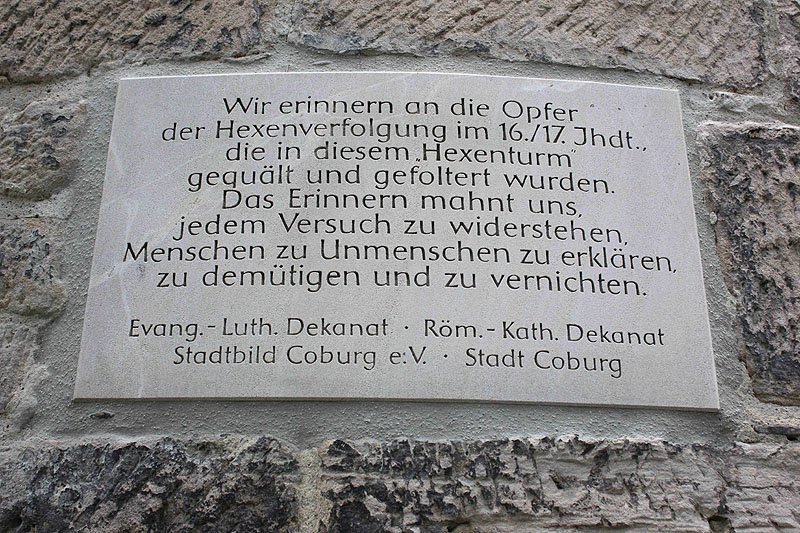 Wir erinnern an die Opfer
der Hexenverfolgung im 16./17. Jhdt.,
die in diesem „Hexenturm"
gequält und gefoltert wurden.
Das Erinnern mahnt uns,
jedem Versuch zu widerstehen,
Menschen zu Unmenschen zu erklären,
zu demütigen und zu vernichten.
Evang.-Luth. Dekanat · Röm.-Kath. Dekanat
Stadtbild Coburg e.V. · Stadt Coburg